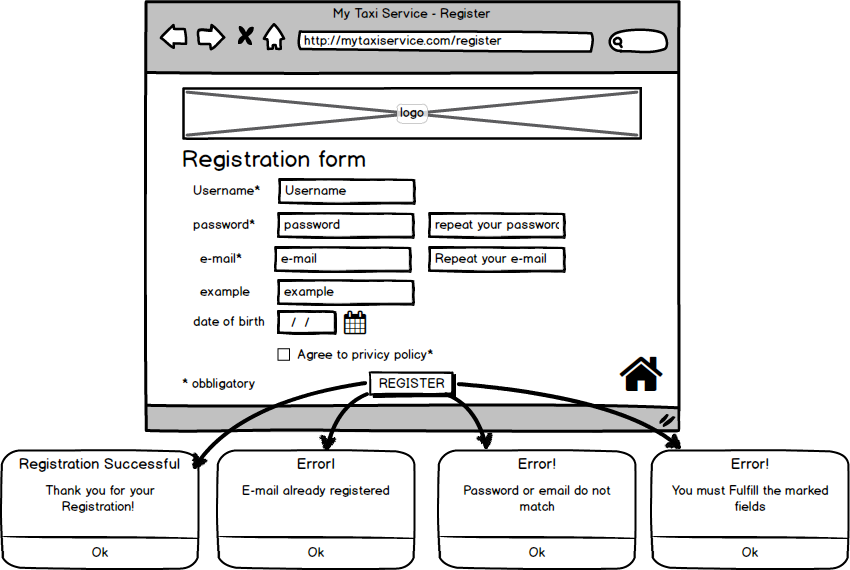 My Taxi Service - Register
http://mytaxiservice.com/register
logo
Registration form
Username* Username
password* password repeat your password
e-mail* e-mail Repeat your e-mail
example example
date of birth / /
Agree to privicy policy*
* obbligatory REGISTER
Registration Successful
Thank you for your
Registration!
Ok
Error!
E-mail already registered
Ok
Error!
Password or email do not
match
Ok
Error!
You must Fulfill the marked
fields
Ok